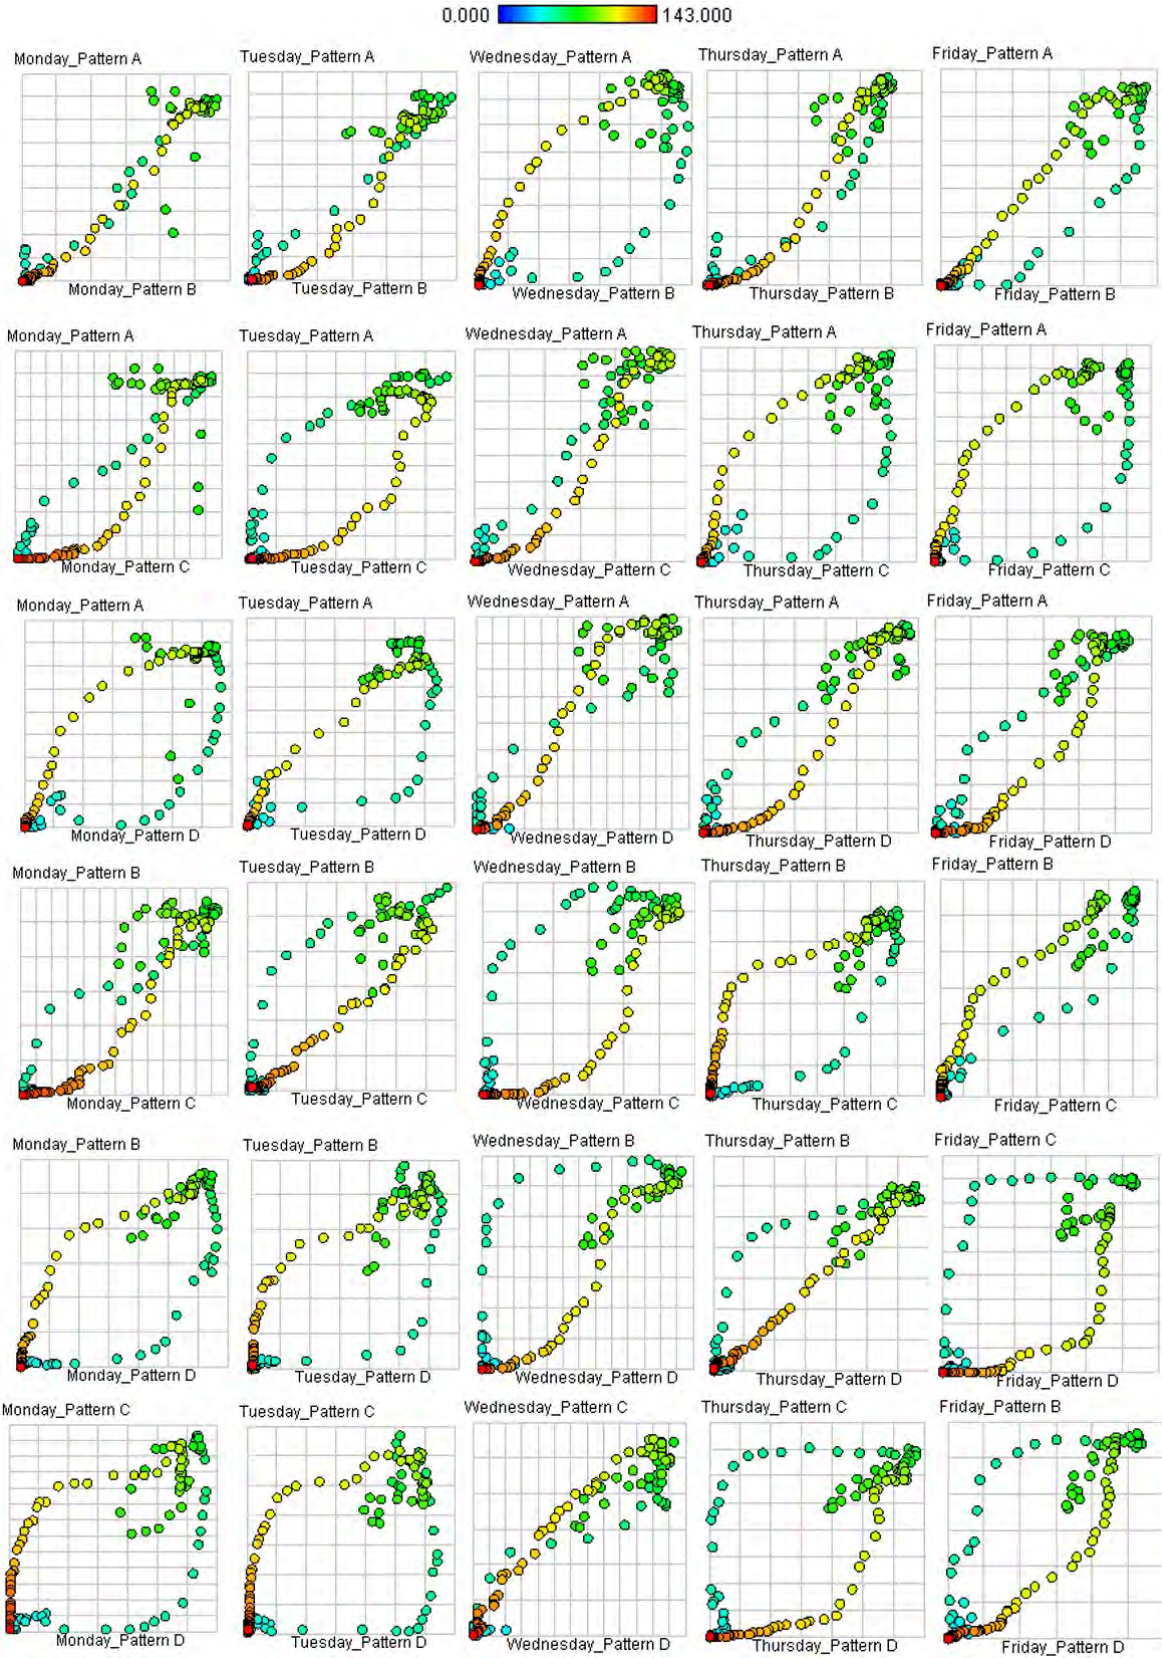 0.000 143.000
Monday_Pattern A Tuesday_Pattern A Wednesday_Pattern A Thursday_Pattern A Friday_Pattern A
Monday_Pattern B Tuesday_Pattern B Wednesday_Pattern B Thursday_Pattern B Friday_Pattern B
Monday_Pattern A Tuesday_Pattern A Wednesday_Pattern A Thursday_Pattern A Friday_Pattern A
Monday_Pattern C Tuesday_Pattern C Wednesday_Pattern C Thursday_Pattern C Friday_Pattern C
Monday_Pattern A Tuesday_Pattern A Wednesday_Pattern A Thursday_Pattern A Friday_Pattern A
Monday_Pattern D Tuesday_Pattern D Wednesday_Pattern D Thursday_Pattern D Friday_Pattern D
Monday_Pattern B Tuesday_Pattern B Wednesday_Pattern B Thursday_Pattern B Friday_Pattern B
Monday_Pattern C Tuesday_Pattern C Wednesday_Pattern C Thursday_Pattern C Friday_Pattern C
Monday_Pattern B Tuesday_Pattern B Wednesday_Pattern B Thursday_Pattern B Friday_Pattern C
Monday_Pattern D Tuesday_Pattern D Wednesday_Pattern D Thursday_Pattern D Friday_Pattern D
Monday_Pattern C Tuesday_Pattern C Wednesday_Pattern C Thursday_Pattern C Friday_Pattern B
Monday_Pattern D Tuesday_Pattern D Wednesday_Pattern D Thursday_Pattern D Friday_Pattern D